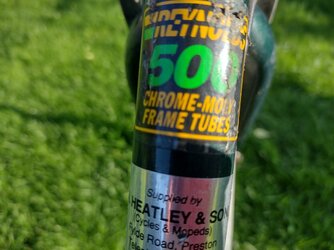 REYNOLDS
500
CHROME-MOLY
FRAME TUBES
Supplied by
HEATLEY & SON
(Cycles & Mopeds)
Road, Preston